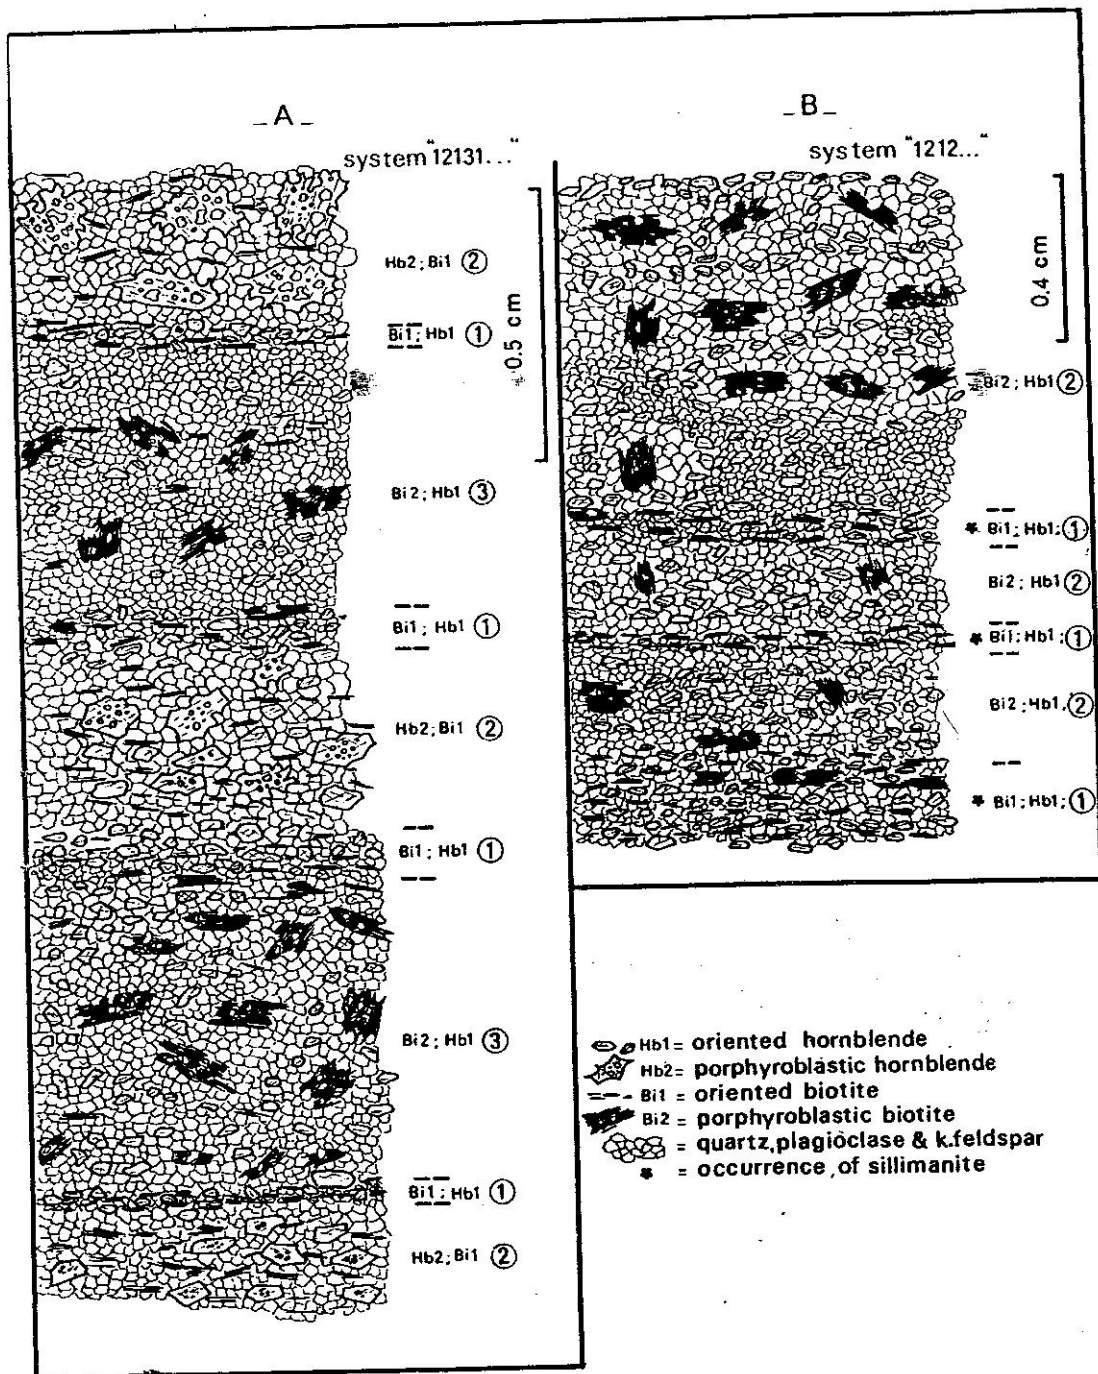 _A_
system "12131..."
Hb2; Bi1 ②
Bi1; Hb1 ①
0.5 cm
Bi2; Hb1 ③
Bi1; Hb1 ①
Hb2; Bi1 ②
Bi1; Hb1 ①
Bi2; Hb1 ③
Bi1; Hb1 ①
Hb2; Bi1 ②
_B_
system "1212..."
0.4 cm
Bi2; Hb1 ②
* Bi1; Hb1; ①
Bi2; Hb1 ②
* Bi1; Hb1; ①
Bi2; Hb1, ②
* Bi1; Hb1; ①
Hb1 = oriented hornblende
Hb2 = porphyroblastic hornblende
Bi1 = oriented biotite
Bi2 = porphyroblastic biotite
= quartz, plagioclase & k.feldspar
* = occurrence of sillimanite